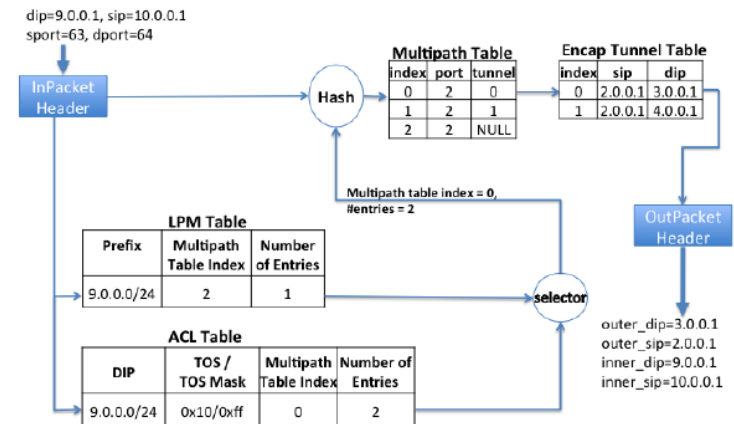 dip=9.0.0.1, sip=10.0.0.1
sport=63, dport=64
InPacket
Header
Hash
Multipath Table
index port tunnel
0 2 0
1 2 1
2 2 NULL
Encap Tunnel Table
index sip dip
0 2.0.0.1 3.0.0.1
1 2.0.0.1 4.0.0.1
Multipath table index = 0,
#entries = 2
OutPacket
Header
LPM Table
Prefix Multipath Number
Table Index of Entries
9.0.0.0/24 2 1
selector
outer_dip=3.0.0.1
outer_sip=2.0.0.1
inner_dip=9.0.0.1
inner_sip=10.0.0.1
ACL Table
DIP TOS / Multipath Number of
TOS Mask Table Index Entries
9.0.0.0/24 0x10/0xff 0 2